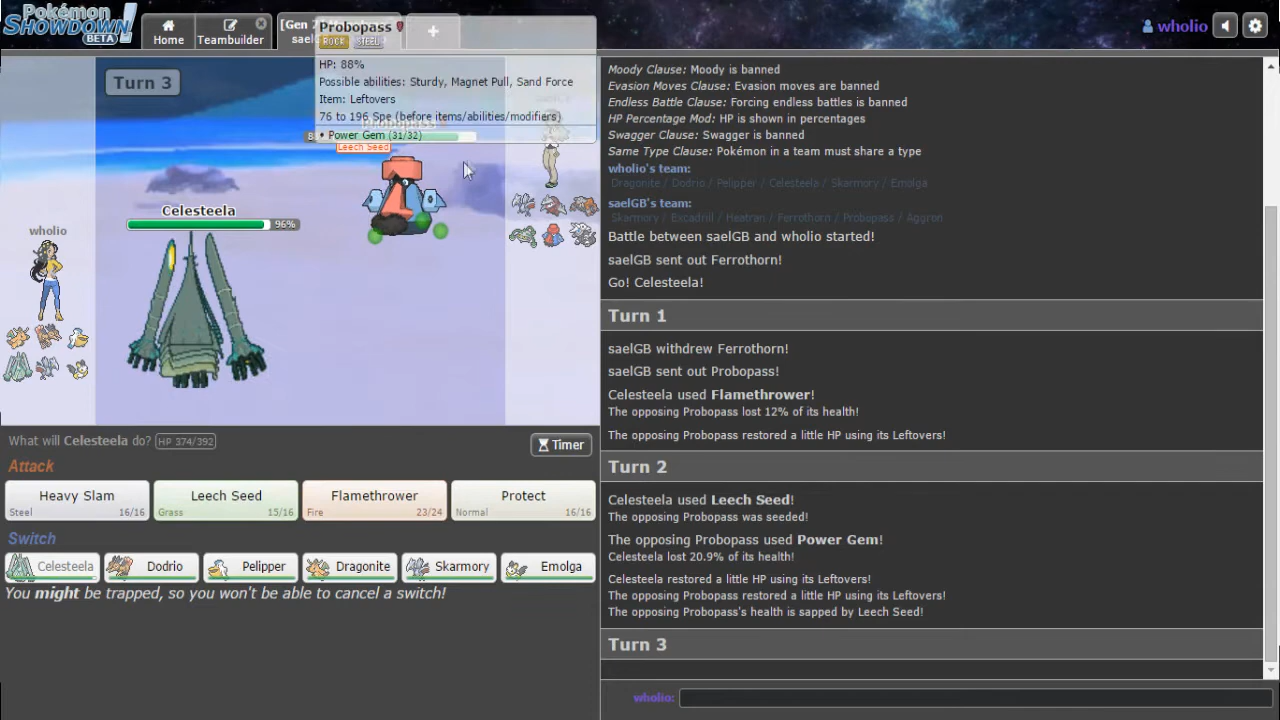 Pokémon
SHOWDOWN!
BETA
Home
Teambuilder
[Gen
sael
+
wholio
Probopass
ROCK STEEL
HP: 88%
Possible abilities: Sturdy, Magnet Pull, Sand Force
Item: Leftovers
76 to 196 Spe (before items/abilities/modifiers)
• Power Gem (31/32)
Turn 3
Leech Seed
Celesteela
96%
wholio
What will Celesteela do? HP 374/392
Timer
Attack
Heavy Slam
Steel 16/16
Leech Seed
Grass 15/16
Flamethrower
Fire 23/24
Protect
Normal 16/16
Switch
Celesteela
Dodrio
Pelipper
Dragonite
Skarmory
Emolga
You might be trapped, so you won't be able to cancel a switch!
Moody Clause: Moody is banned
Evasion Moves Clause: Evasion moves are banned
Endless Battle Clause: Forcing endless battles is banned
HP Percentage Mod: HP is shown in percentages
Swagger Clause: Swagger is banned
Same Type Clause: Pokémon in a team must share a type
wholio's team:
Dragonite / Dodrio / Pelipper / Celesteela / Skarmory / Emolga
saelGB's team:
Skarmory / Excadrill / Heatran / Ferrothorn / Probopass / Aggron
Battle between saelGB and wholio started!
saelGB sent out Ferrothorn!
Go! Celesteela!
Turn 1
saelGB withdrew Ferrothorn!
saelGB sent out Probopass!
Celesteela used Flamethrower!
The opposing Probopass lost 12% of its health!
The opposing Probopass restored a little HP using its Leftovers!
Turn 2
Celesteela used Leech Seed!
The opposing Probopass was seeded!
The opposing Probopass used Power Gem!
Celesteela lost 20.9% of its health!
Celesteela restored a little HP using its Leftovers!
The opposing Probopass restored a little HP using its Leftovers!
The opposing Probopass's health is sapped by Leech Seed!
Turn 3
wholio: